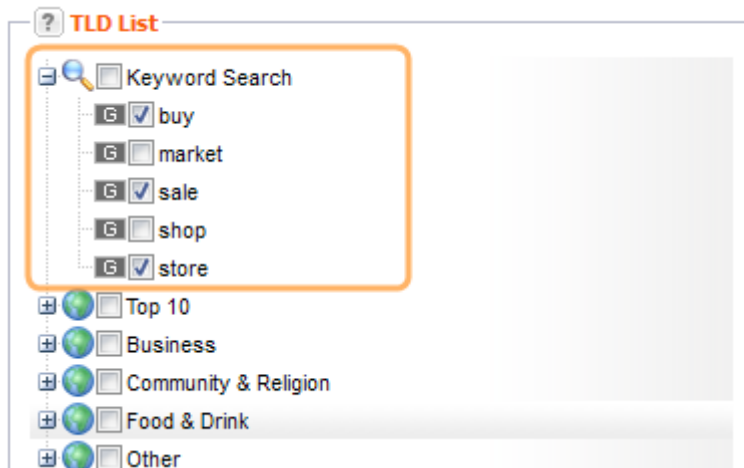 ? TLD List
Keyword Search
G buy
G market
G sale
G shop
G store
Top 10
Business
Community & Religion
Food & Drink
Other